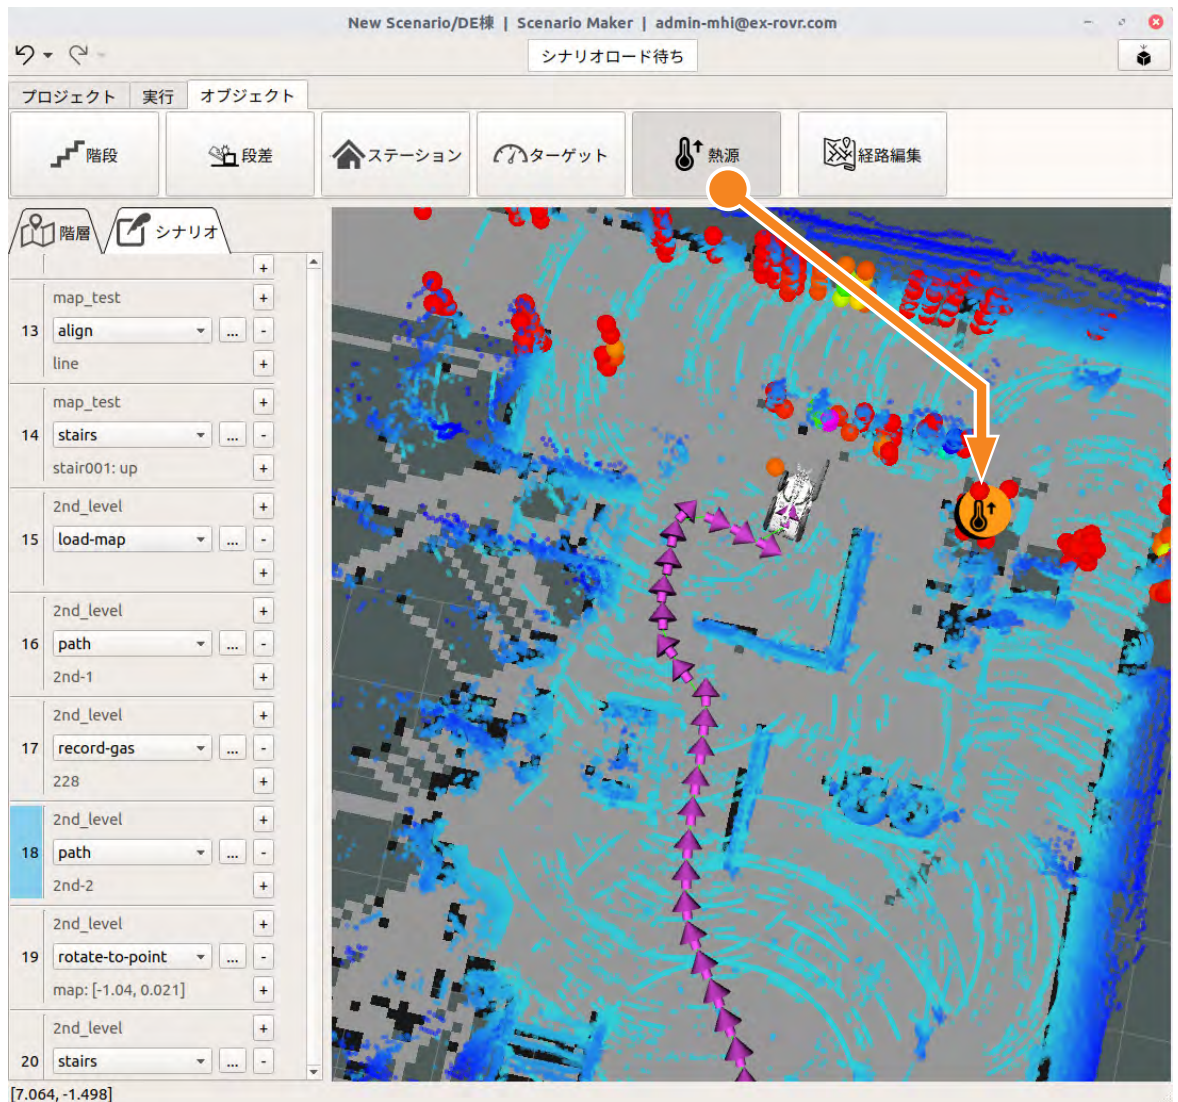 New Scenario/DE棟 | Scenario Maker | admin-mhi@ex-rovr.com
シナリオロード待ち
プロジェクト 実行 オブジェクト
階段 段差 ステーション ターゲット 熱源 経路編集
階層 シナリオ
+
map_test +
13 align ... -
line +
map_test +
14 stairs ... -
stair001: up +
2nd_level +
15 load-map ... -
+
2nd_level +
16 path ... -
2nd-1 +
2nd_level +
17 record-gas ... -
228 +
2nd_level +
18 path ... -
2nd-2 +
2nd_level +
19 rotate-to-point ... -
map: [-1.04, 0.021] +
2nd_level +
20 stairs ... -
[7.064, -1.498]